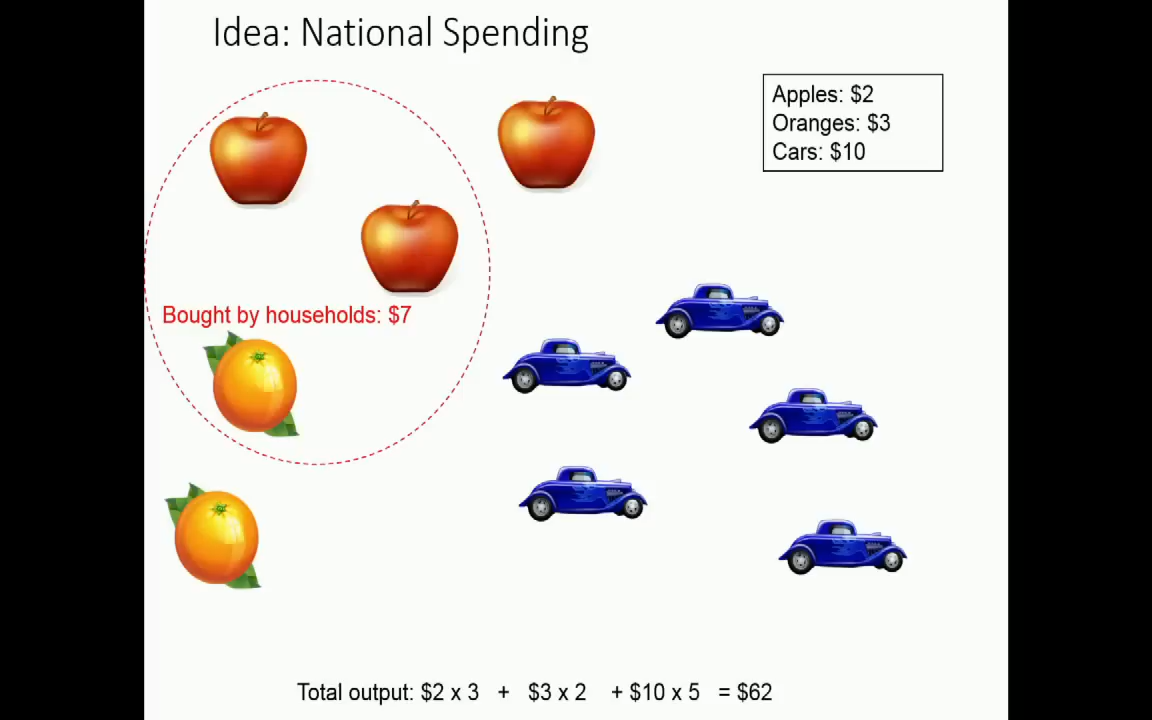 Idea: National Spending
Apples: $2
Oranges: $3
Cars: $10
Bought by households: $7
Total output: $2 x 3 + $3 x 2 + $10 x 5 = $62